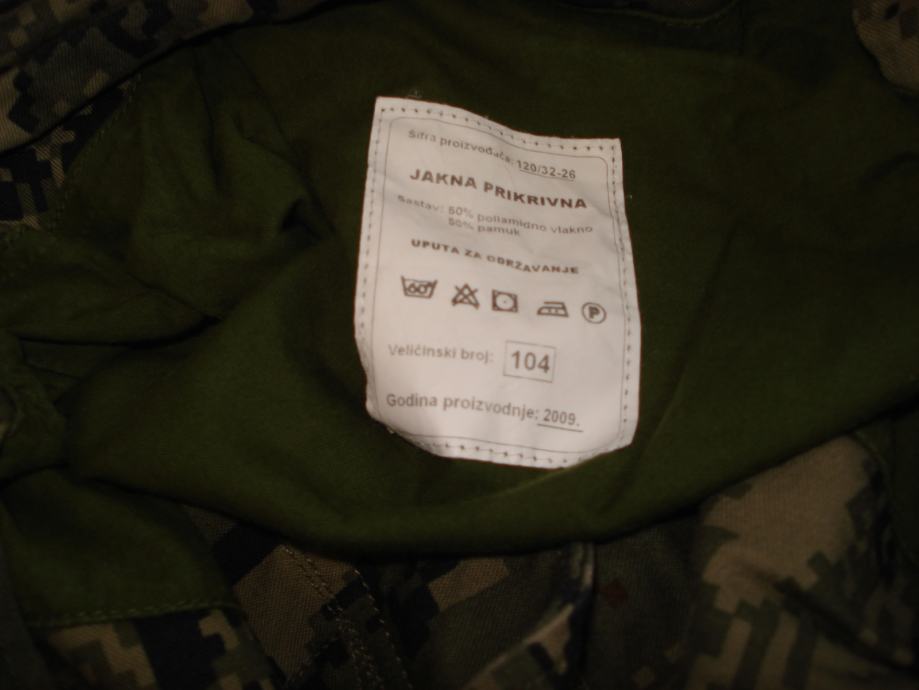 Šifra proizvođača: 120/32-26
JAKNA PRIKRIVNA
Sastav: 50% poliamidno vlakno
50% pamuk
UPUTA ZA ODRŽAVANJE
60° P
Veličinski broj: 104
Godina proizvodnje: 2009.